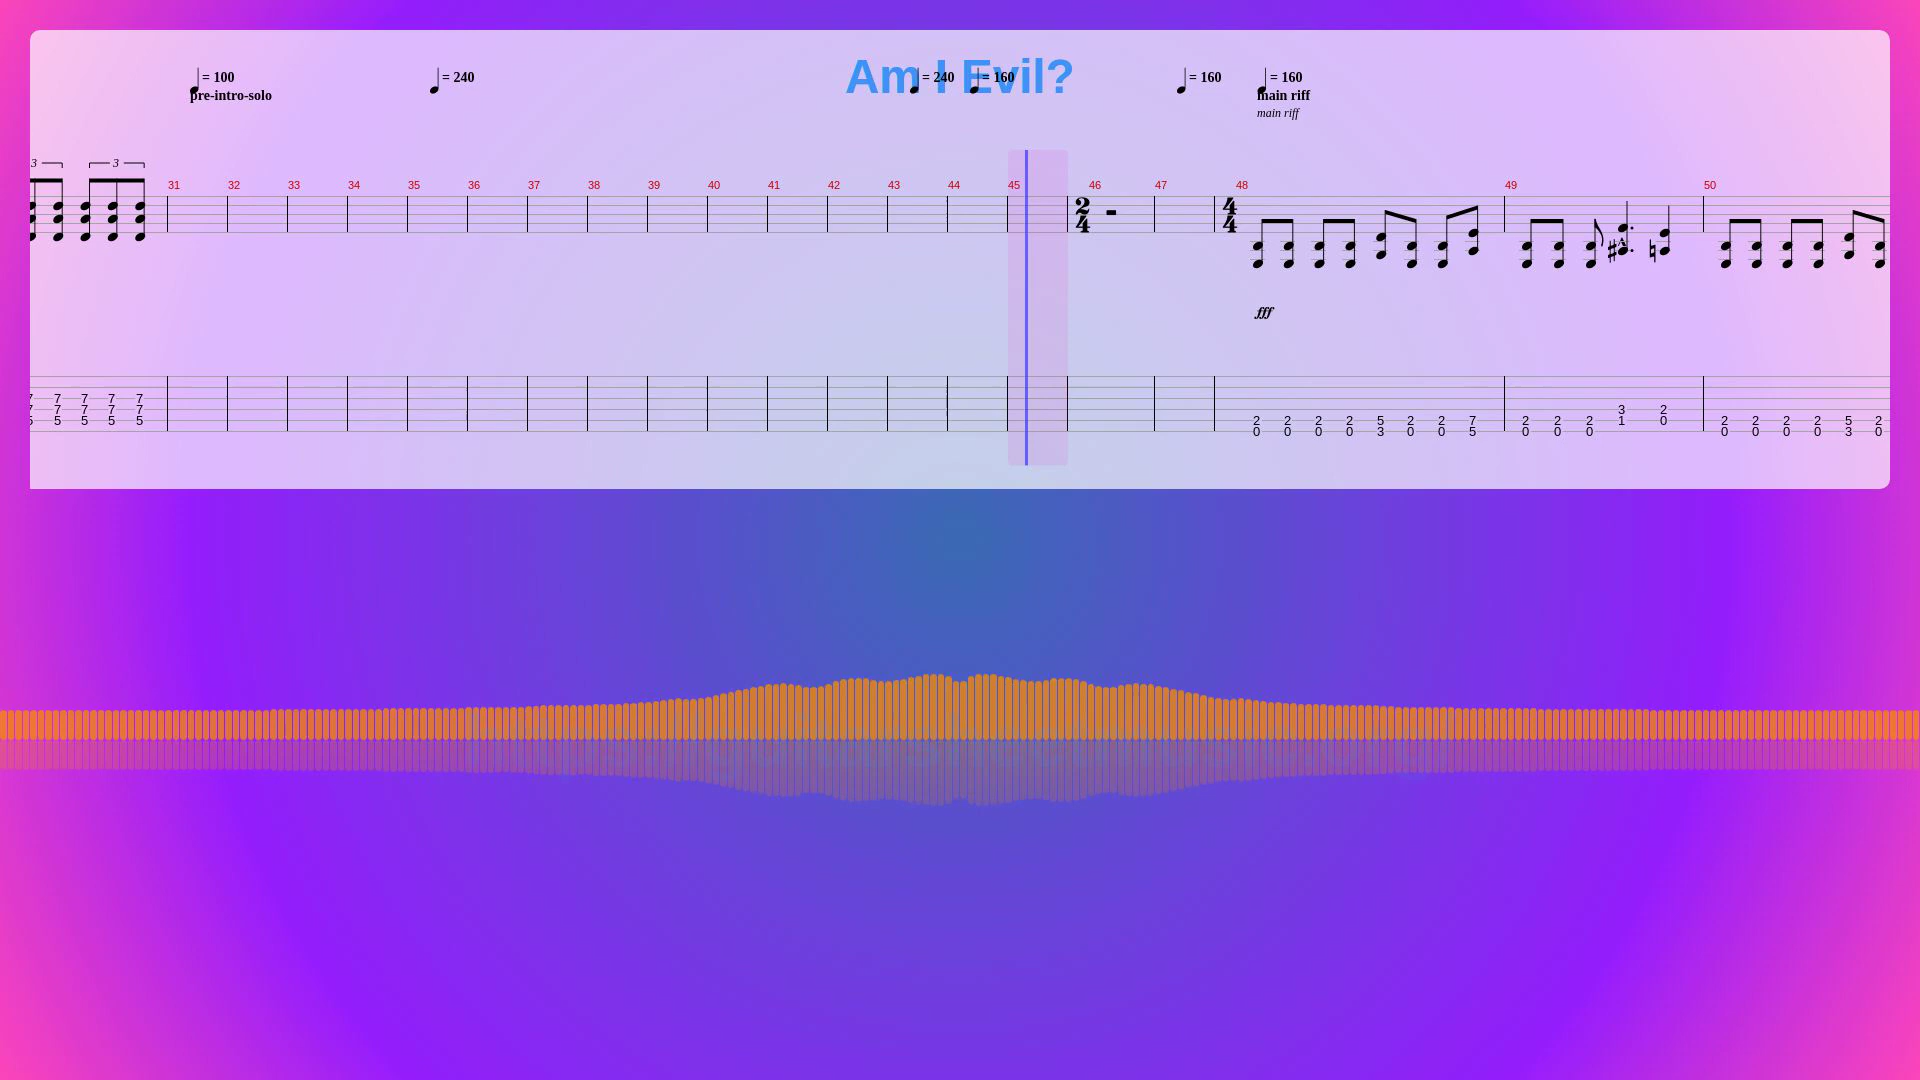 Am I Evil?
= 100 = 240 = 240 = 160 = 160 = 160
pre-intro-solo main riff
main riff
3 3
31 32 33 34 35 36 37 38 39 40 41 42 43 44 45 46 47 48 49 50
2 4
4 4
fff
7 7 7 7 7 3 2
7 7 7 7 7 2 2 2 2 5 2 2 7 2 2 2 1 0 2 2 2 2 5 2
5 5 5 5 5 0 0 0 0 3 0 0 5 0 0 0 0 0 0 0 3 0